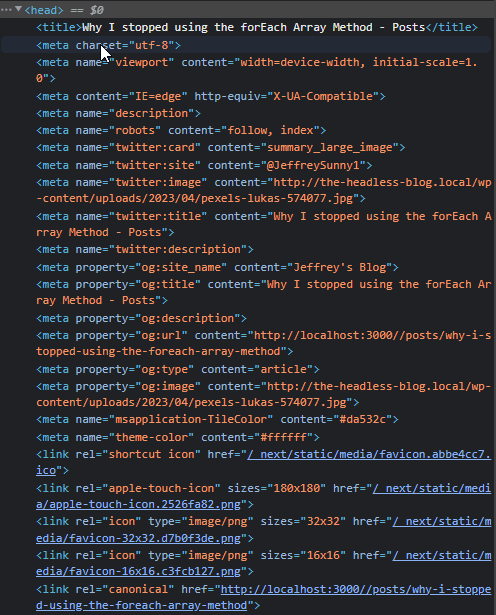 <head> == $0
<title>Why I stopped using the forEach Array Method - Posts</title>
<meta charset="utf-8">
<meta name="viewport" content="width=device-width, initial-scale=1.
0">
<meta content="IE=edge" http-equiv="X-UA-Compatible">
<meta name="description">
<meta name="robots" content="follow, index">
<meta name="twitter:card" content="summary_large_image">
<meta name="twitter:site" content="@JeffreySunny1">
<meta name="twitter:image" content="http://the-headless-blog.local/wp
-content/uploads/2023/04/pexels-lukas-574077.jpg">
<meta name="twitter:title" content="Why I stopped using the forEach A
rray Method - Posts">
<meta name="twitter:description">
<meta property="og:site_name" content="Jeffrey's Blog">
<meta property="og:title" content="Why I stopped using the forEach Ar
ray Method - Posts">
<meta property="og:description">
<meta property="og:url" content="http://localhost:3000//posts/why-i-s
topped-using-the-foreach-array-method">
<meta property="og:type" content="article">
<meta property="og:image" content="http://the-headless-blog.local/wp-
content/uploads/2023/04/pexels-lukas-574077.jpg">
<meta name="msapplication-TileColor" content="#da532c">
<meta name="theme-color" content="#ffffff">
<link rel="shortcut icon" href="/_next/static/media/favicon.abbe4cc7.
ico">
<link rel="apple-touch-icon" sizes="180x180" href="/_next/static/medi
a/apple-touch-icon.2526fa82.png">
<link rel="icon" type="image/png" sizes="32x32" href="/_next/static/m
edia/favicon-32x32.d7b0f3de.png">
<link rel="icon" type="image/png" sizes="16x16" href="/_next/static/m
edia/favicon-16x16.c3fcb127.png">
<link rel="canonical" href="http://localhost:3000//posts/why-i-stoppe
d-using-the-foreach-array-method">